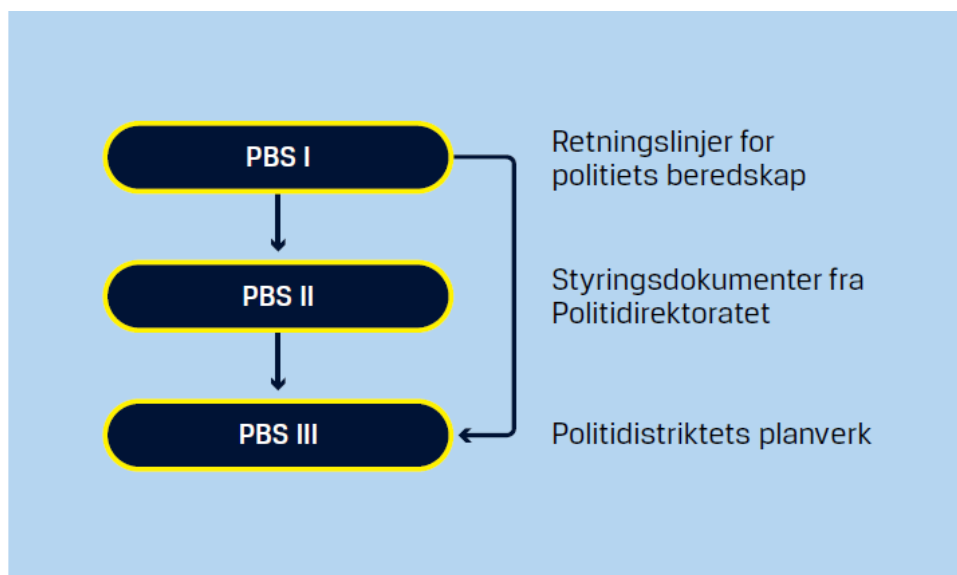 PBS I
Retningslinjer for
politiets beredskap
PBS II
Styringsdokumenter fra
Politidirektoratet
PBS III
Politidistriktets planverk